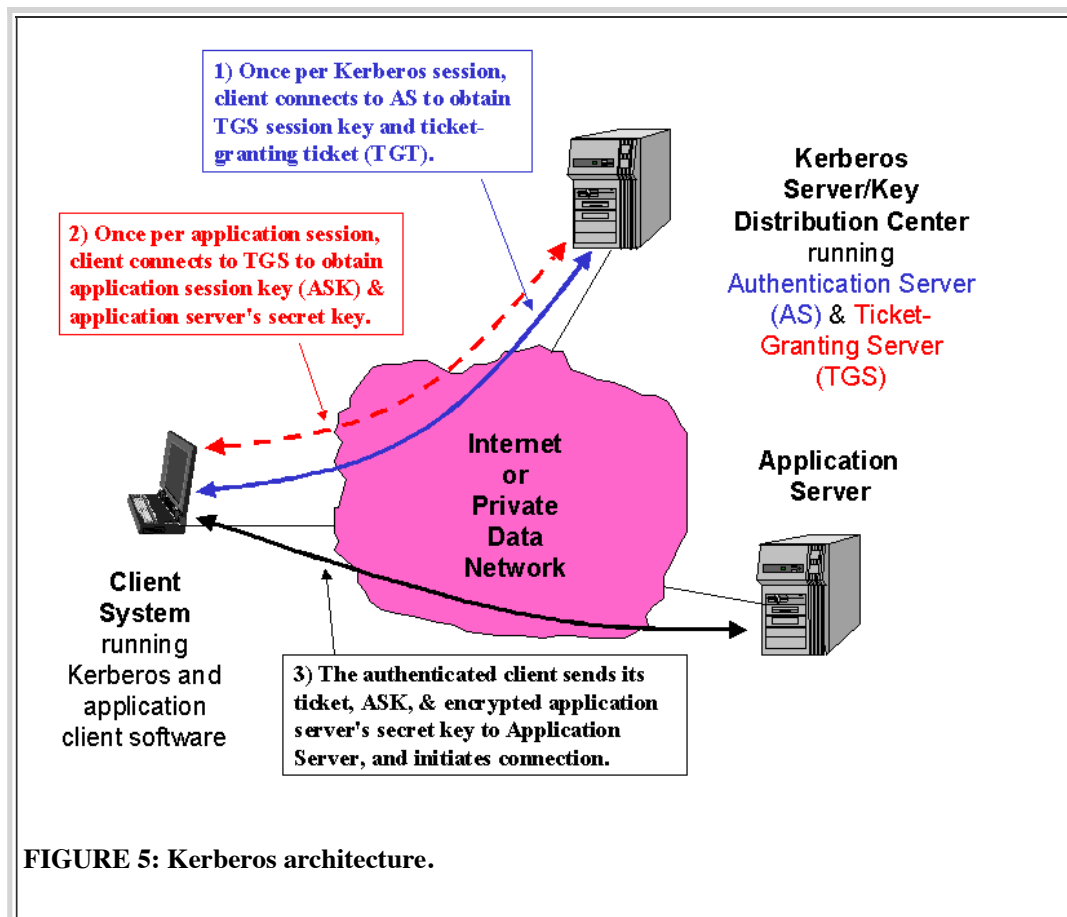 1) Once per Kerberos session,
client connects to AS to obtain
TGS session key and ticket-
granting ticket (TGT).
Kerberos
Server/Key
Distribution Center
running
Authentication Server
(AS) & Ticket-
Granting Server
(TGS)
2) Once per application session,
client connects to TGS to obtain
application session key (ASK) &
application server's secret key.
Internet
or
Private
Data
Network
Application
Server
Client
System
running
Kerberos and
application
client software
3) The authenticated client sends its
ticket, ASK, & encrypted application
server's secret key to Application
Server, and initiates connection.
FIGURE 5: Kerberos architecture.